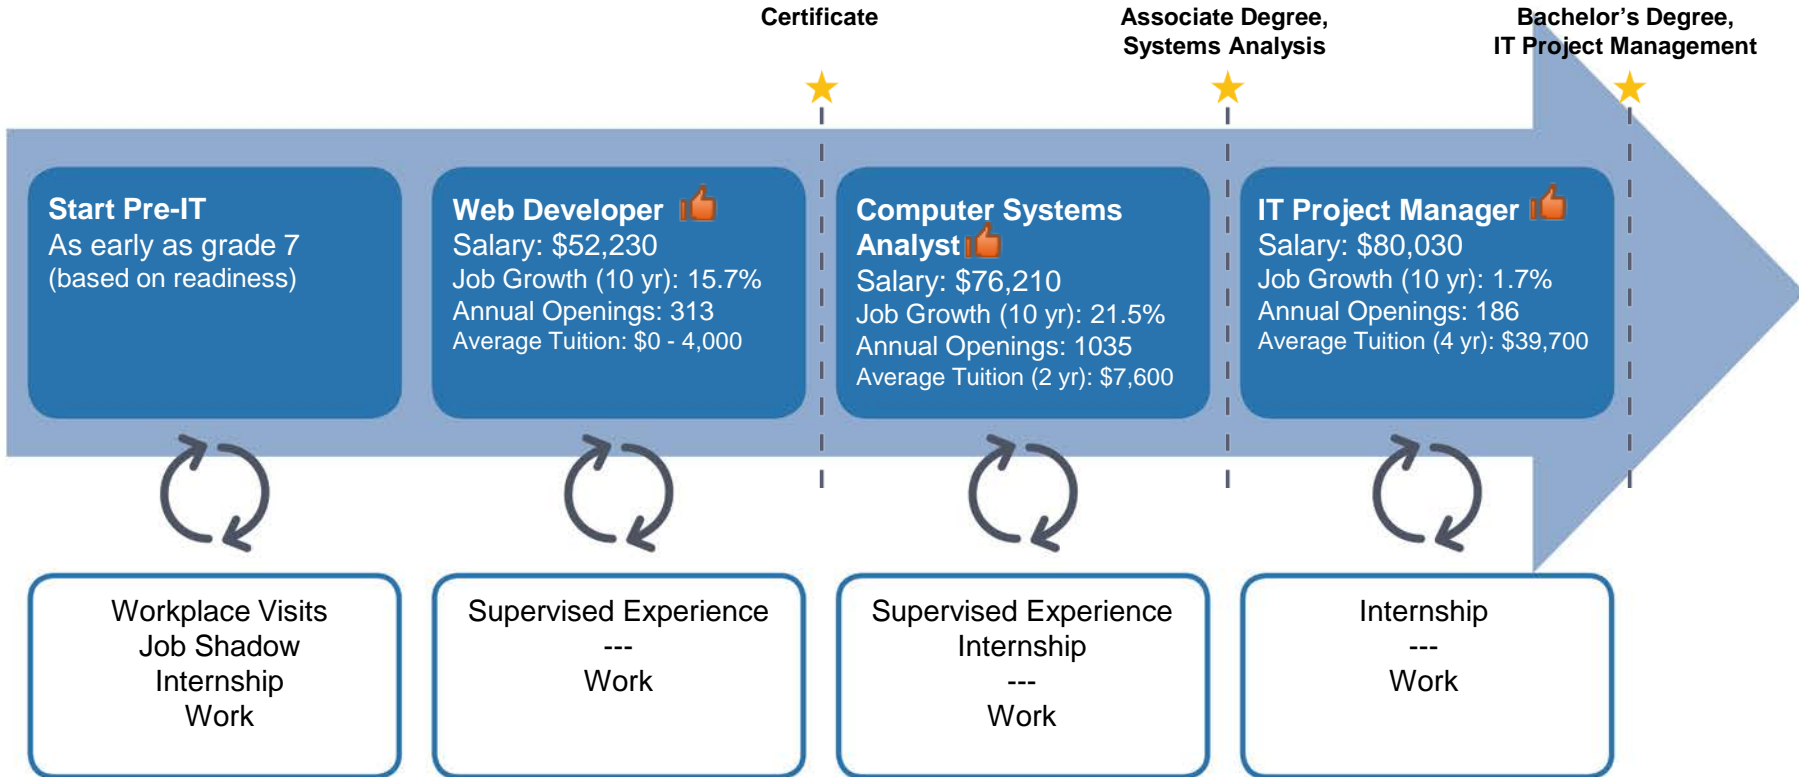 Certificate
Associate Degree,
Systems Analysis
Bachelor’s Degree,
IT Project Management
Start Pre-IT
As early as grade 7
(based on readiness)
Web Developer
Salary: $52,230
Job Growth (10 yr): 15.7%
Annual Openings: 313
Average Tuition: $0 - 4,000
Computer Systems
Analyst
Salary: $76,210
Job Growth (10 yr): 21.5%
Annual Openings: 1035
Average Tuition (2 yr): $7,600
IT Project Manager
Salary: $80,030
Job Growth (10 yr): 1.7%
Annual Openings: 186
Average Tuition (4 yr): $39,700
Workplace Visits
Job Shadow
Internship
Work
Supervised Experience
---
Work
Supervised Experience
Internship
---
Work
Internship
---
Work